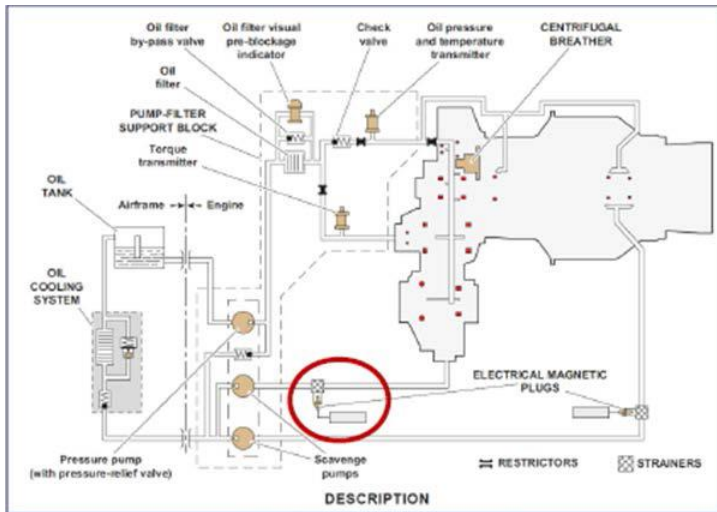 Oil filter
by-pass valve
Oil filter visual
pre-blockage
indicator
Check
valve
Oil pressure
and temperature
transmitter
CENTRIFUGAL
BREATHER
Oil
filter
PUMP-FILTER
SUPPORT BLOCK
Torque
transmitter
OIL
TANK
Airframe
Engine
OIL
COOLING
SYSTEM
ELECTRICAL MAGNETIC
PLUGS
Pressure pump
(with pressure-relief valve)
Scavenge
pumps
RESTRICTORS
STRAINERS
DESCRIPTION